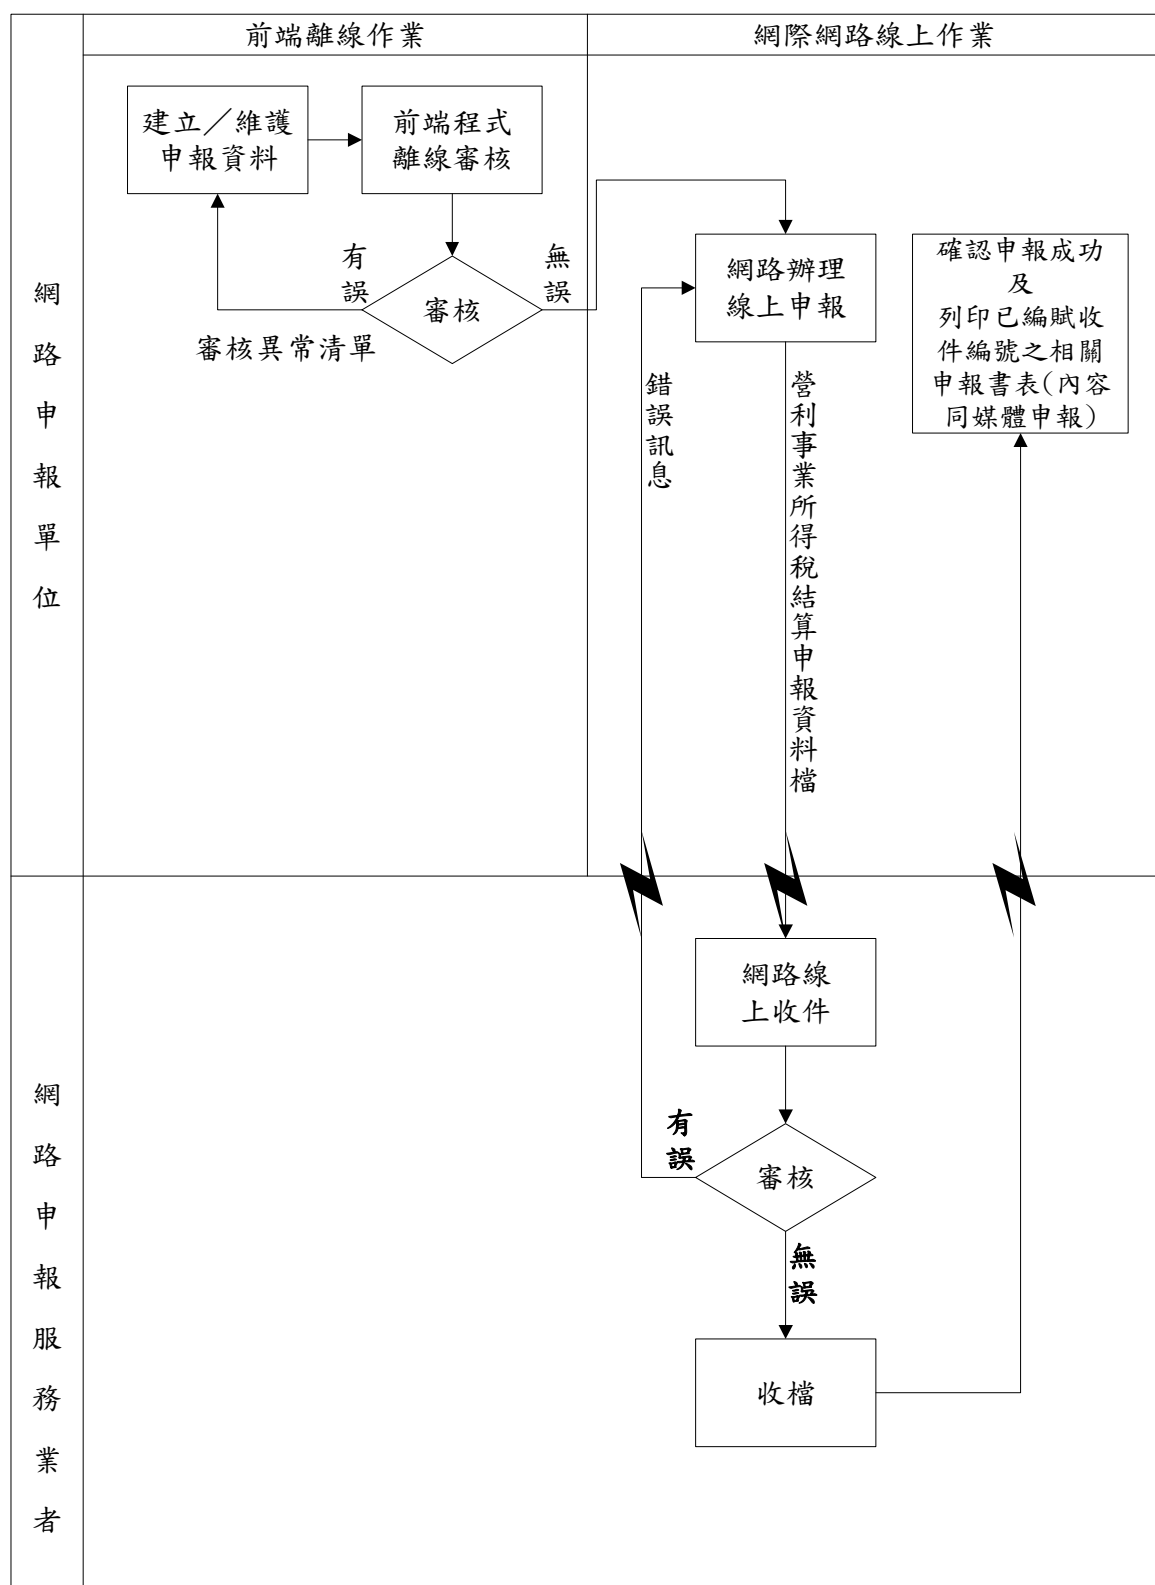 前端離線作業
網際網路線上作業
網路申報單位
建立／維護
申報資料
前端程式
離線審核
有誤
無誤
審核
審核異常清單
網路辦理
線上申報
確認申報成功
及
列印已編賦收
件編號之相關
申報書表(內容
同媒體申報)
錯誤訊息
營利事業所得稅結算申報資料檔
網路申報服務業者
網路線
上收件
有誤
審核
無誤
收檔